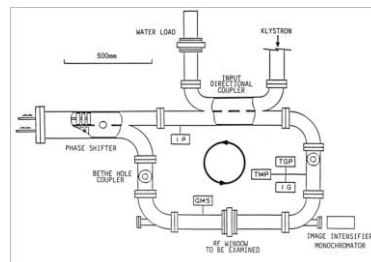 WATER LOAD
KLYSTRON
500mm
INPUT
DIRECTIONAL
COUPLER
PHASE SHIFTER
IP
BETHE HOLE
COUPLER
TGP
TMP
IG
QMS
RF WINDOW
TO BE EXAMINED
IMAGE INTENSIFIER
MONOCHROMATOR